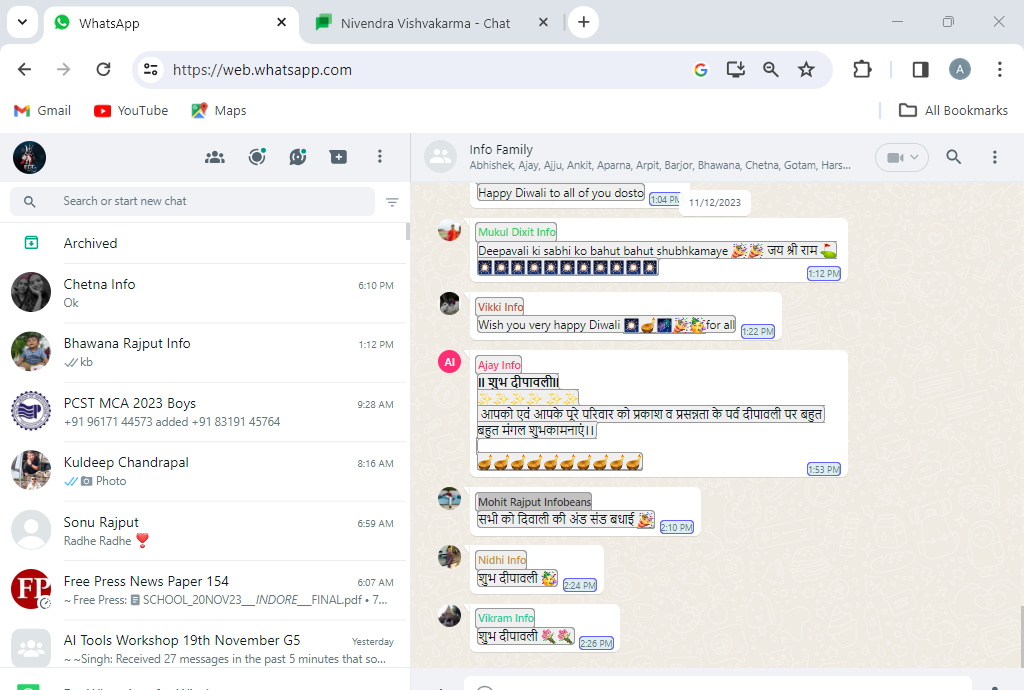 WhatsApp
Nivendra Vishvakarma - Chat
https://web.whatsapp.com
A
Gmail
YouTube
Maps
All Bookmarks
Search or start new chat
Archived
Chetna Info
6:10 PM
Ok
Bhawana Rajput Info
1:12 PM
kb
PCST MCA 2023 Boys
9:28 AM
+91 96171 44573 added +91 83191 45764
Kuldeep Chandrapal
8:16 AM
Photo
Sonu Rajput
6:59 AM
Radhe Radhe ❣️
FP
Free Press News Paper 154
6:07 AM
~ Free Press: SCHOOL_20NOV23__INDORE__FINAL.pdf • 7...
AI Tools Workshop 19th November G5
Yesterday
~ ~Singh: Received 27 messages in the past 5 minutes that so...
Info Family
Abhishek, Ajay, Ajju, Ankit, Aparna, Arpit, Barjor, Bhawana, Chetna, Gotam, Hars...
Happy Diwali to all of you dosto
1:04 PM
11/12/2023
Mukul Dixit Info
Deepavali ki sabhi ko bahut bahut shubhkamaye 🎉🎉 जय श्री राम ⛳
🎆🎆🎆🎆🎆🎆🎆🎆🎆🎆🎆
1:12 PM
Vikki Info
Wish you very happy Diwali 🎆🪔🎆🎉🥳for all
1:22 PM
AI
Ajay Info
॥ शुभ दीपावली॥
✨✨✨✨✨✨
आपको एवं आपके पूरे परिवार को प्रकाश व प्रसन्नता के पर्व दीपावली पर बहुत
बहुत मंगल शुभकामनाएं।।
🪔🪔🪔🪔🪔🪔🪔🪔🪔🪔
1:53 PM
Mohit Rajput Infobeans
सभी को दिवाली की अंड संड बधाई 🎉
2:10 PM
Nidhi Info
शुभ दीपावली 🥳
2:24 PM
Vikram Info
शुभ दीपावली 🌷🌷
2:26 PM